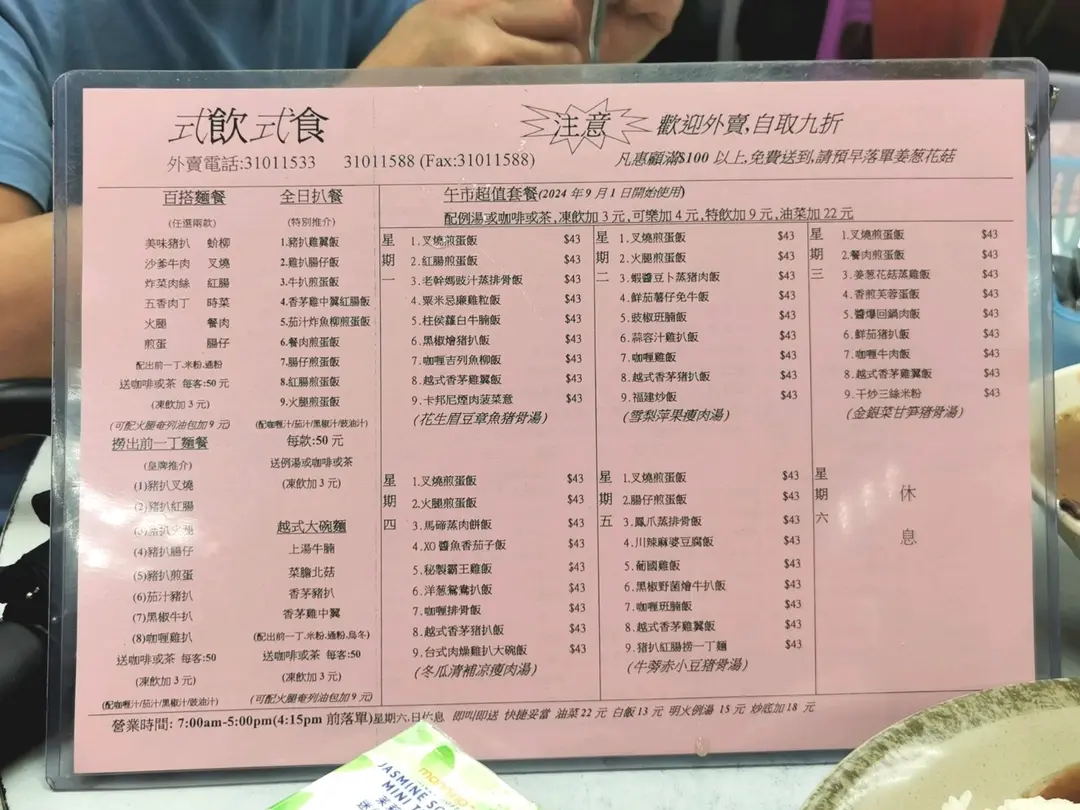 式飲式食
外賣電話:31011533 31011588 (Fax:31011588)
注意
歡迎外賣,自取九折
凡惠顧滿$100 以上,免費送到,請預早落單姜葱花菇
百搭麵餐
(任選兩款)
美味豬扒 蚧柳
沙爹牛肉 叉燒
炸菜肉絲 紅腸
五香肉丁 時菜
火腿 餐肉
煎蛋 腸仔
配出前一丁.米粉.通粉
送咖啡或茶 每客:50 元
(凍飲加 3 元)
(可配火腿奄列油包加 9 元)
撈出前一丁麵餐
(皇牌推介)
(1)豬扒叉燒
(2)豬扒紅腸
(4)豬扒腸仔
(5)豬扒煎蛋
(6)茄汁豬扒
(7)黑椒牛扒
(8)咖喱雞扒
送咖啡或茶 每客:50
(凍飲加 3 元)
(配咖喱汁/茄汁/黑椒汁/豉油汁)
全日扒餐
(特別推介)
1.豬扒雞翼飯
2.雞扒腸仔飯
3.牛扒煎蛋飯
4.香茅雞中翼紅腸飯
5.茄汁炸魚柳煎蛋飯
6.餐肉煎蛋飯
7.腸仔煎蛋飯
8.紅腸煎蛋飯
9.火腿煎蛋飯
(配咖喱汁/茄汁/黑椒汁/豉油汁)
每款:50 元
送例湯或咖啡或茶
(凍飲加 3 元)
越式大碗麵
上湯牛腩
菜膽北菇
香茅豬扒
香茅雞中翼
(配出前一丁.米粉.通粉.烏冬)
送咖啡或茶 每客:50
(凍飲加 3 元)
(可配火腿奄列油包加 9 元)
午市超值套餐(2024 年 9 月 1 日開始使用)
配例湯或咖啡或茶,凍飲加 3 元,可樂加 4 元,特飲加 9 元,油菜加 22 元
星期一
1.叉燒煎蛋飯 $43
2.紅腸煎蛋飯 $43
3.老幹媽豉汁蒸排骨飯 $43
4.粟米忌廉雞粒飯 $43
5.柱侯蘿白牛腩飯 $43
6.黑椒燴豬扒飯 $43
7.咖喱吉列魚柳飯 $43
8.越式香茅雞翼飯 $43
9.卡邦尼煙肉菠菜意 $43
(花生眉豆章魚豬骨湯)
星期二
1.叉燒煎蛋飯 $43
2.火腿煎蛋飯 $43
3.蝦醬豆卜蒸豬肉飯 $43
4.鮮茄薯仔免牛飯 $43
5.豉椒班腩飯 $43
6.蒜容汁雞扒飯 $43
7.咖喱雞飯 $43
8.越式香茅豬扒飯 $43
9.福建炒飯 $43
(雪梨萍果瘦肉湯)
星期三
1.叉燒煎蛋飯 $43
2.餐肉煎蛋飯 $43
3.姜葱花菇蒸雞飯 $43
4.香煎芙蓉蛋飯 $43
5.醬爆回鍋肉飯 $43
6.鮮茄豬扒飯 $43
7.咖喱牛肉飯 $43
8.越式香茅雞翼飯 $43
9.干炒三絲米粉 $43
(金銀菜甘笋豬骨湯)
星期四
1.叉燒煎蛋飯 $43
2.火腿煎蛋飯 $43
3.馬碲蒸肉餅飯 $43
4.XO 醬魚香茄子飯 $43
5.秘製霸王雞飯 $43
6.洋葱鴛鴦扒飯 $43
7.咖喱排骨飯 $43
8.越式香茅豬扒飯 $43
9.台式肉燥雞扒大碗飯 $43
(冬瓜清補凉瘦肉湯)
星期五
1.叉燒煎蛋飯 $43
2.腸仔煎蛋飯 $43
3.鳳爪蒸排骨飯 $43
4.川辣麻婆豆腐飯 $43
5.葡國雞飯 $43
6.黑椒野菌燴牛扒飯 $43
7.咖喱班腩飯 $43
8.越式香茅雞翼飯 $43
9.豬扒紅腸撈一丁麵 $43
(牛蒡赤小豆豬骨湯)
星期六
休息
營業時間: 7:00am-5:00pm(4:15pm 前落單)星期六.日休息 即叫即送 快捷妥當 油菜22 元 白飯13 元 明火例湯 15 元 炒底加18 元
JASMINE
MINI